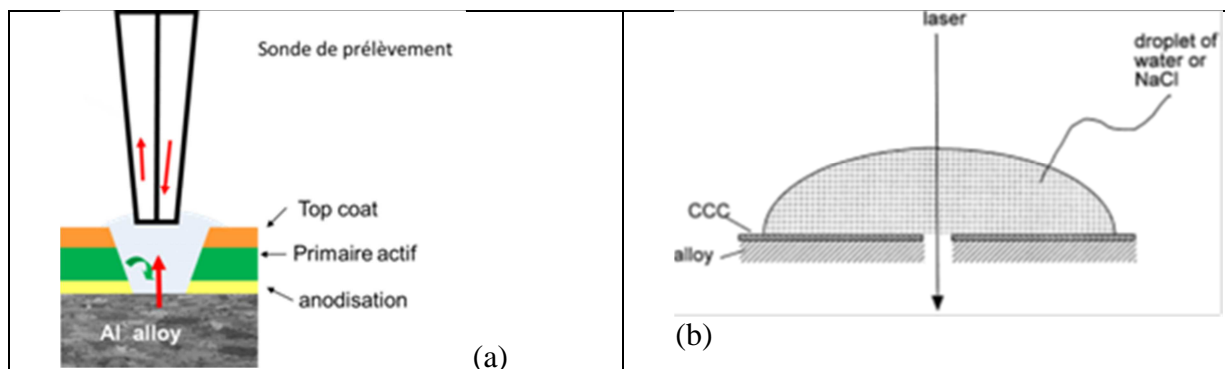 Sonde de prélèvement
Top coat
Primaire actif
anodisation
Al alloy
(a)
laser
droplet of
water or
NaCl
CCC
alloy
(b)